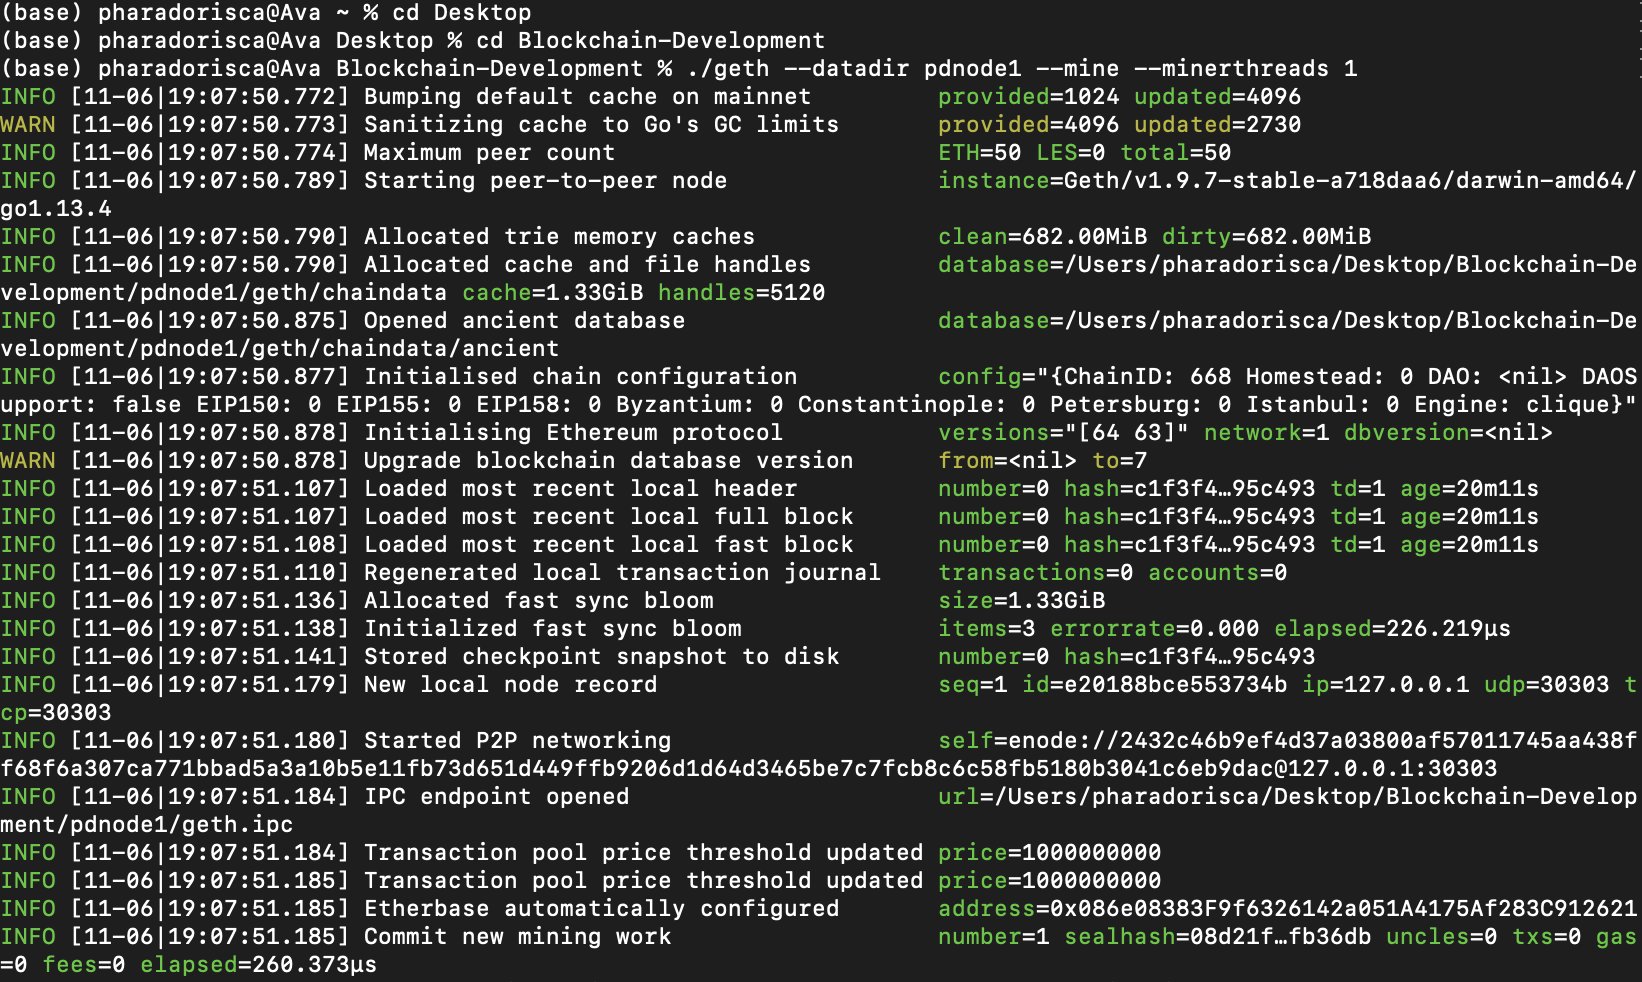 (base) pharadorisca@Ava ~ % cd Desktop
(base) pharadorisca@Ava Desktop % cd Blockchain-Development
(base) pharadorisca@Ava Blockchain-Development % ./geth --datadir pdnode1 --mine --minerthreads 1
INFO [11-06|19:07:50.772] Bumping default cache on mainnet         provided=1024 updated=4096
WARN [11-06|19:07:50.773] Sanitizing cache to Go's GC limits       provided=4096 updated=2730
INFO [11-06|19:07:50.774] Maximum peer count                       ETH=50 LES=0 total=50
INFO [11-06|19:07:50.789] Starting peer-to-peer node               instance=Geth/v1.9.7-stable-a718daa6/darwin-amd64/
go1.13.4
INFO [11-06|19:07:50.790] Allocated trie memory caches             clean=682.00MiB dirty=682.00MiB
INFO [11-06|19:07:50.790] Allocated cache and file handles         database=/Users/pharadorisca/Desktop/Blockchain-De
velopment/pdnode1/geth/chaindata cache=1.33GiB handles=5120
INFO [11-06|19:07:50.875] Opened ancient database                  database=/Users/pharadorisca/Desktop/Blockchain-De
velopment/pdnode1/geth/chaindata/ancient
INFO [11-06|19:07:50.877] Initialised chain configuration          config="{ChainID: 668 Homestead: 0 DAO: <nil> DAOS
upport: false EIP150: 0 EIP155: 0 EIP158: 0 Byzantium: 0 Constantinople: 0 Petersburg: 0 Istanbul: 0 Engine: clique}"
INFO [11-06|19:07:50.878] Initialising Ethereum protocol           versions="[64 63]" network=1 dbversion=<nil>
WARN [11-06|19:07:50.878] Upgrade blockchain database version      from=<nil> to=7
INFO [11-06|19:07:51.107] Loaded most recent local header          number=0 hash=c1f3f4…95c493 td=1 age=20m11s
INFO [11-06|19:07:51.107] Loaded most recent local full block      number=0 hash=c1f3f4…95c493 td=1 age=20m11s
INFO [11-06|19:07:51.108] Loaded most recent local fast block      number=0 hash=c1f3f4…95c493 td=1 age=20m11s
INFO [11-06|19:07:51.110] Regenerated local transaction journal    transactions=0 accounts=0
INFO [11-06|19:07:51.136] Allocated fast sync bloom                size=1.33GiB
INFO [11-06|19:07:51.138] Initialized fast sync bloom              items=3 errorrate=0.000 elapsed=226.219µs
INFO [11-06|19:07:51.141] Stored checkpoint snapshot to disk       number=0 hash=c1f3f4…95c493
INFO [11-06|19:07:51.179] New local node record                    seq=1 id=e20188bce553734b ip=127.0.0.1 udp=30303 t
cp=30303
INFO [11-06|19:07:51.180] Started P2P networking                   self=enode://2432c46b9ef4d37a03800af57011745aa438f
f68f6a307ca771bbad5a3a10b5e11fb73d651d449ffb9206d1d64d3465be7c7fcb8c6c58fb5180b3041c6eb9dac@127.0.0.1:30303
INFO [11-06|19:07:51.184] IPC endpoint opened                      url=/Users/pharadorisca/Desktop/Blockchain-Develop
ment/pdnode1/geth.ipc
INFO [11-06|19:07:51.184] Transaction pool price threshold updated price=1000000000
INFO [11-06|19:07:51.185] Transaction pool price threshold updated price=1000000000
INFO [11-06|19:07:51.185] Etherbase automatically configured       address=0x086e08383F9f6326142a051A4175Af283C912621
INFO [11-06|19:07:51.185] Commit new mining work                   number=1 sealhash=08d21f…fb36db uncles=0 txs=0 gas
=0 fees=0 elapsed=260.373µs